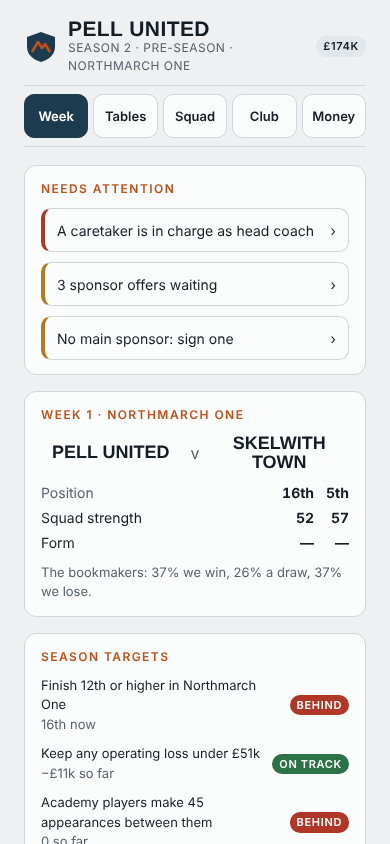 PELL UNITED
SEASON 2 · PRE-SEASON ·
NORTHMARCH ONE
£174K
Week
Tables
Squad
Club
Money
NEEDS ATTENTION
A caretaker is in charge as head coach ›
3 sponsor offers waiting ›
No main sponsor: sign one ›
WEEK 1 · NORTHMARCH ONE
PELL UNITED v SKELWITH
TOWN
Position 16th 5th
Squad strength 52 57
Form — —
The bookmakers: 37% we win, 26% a draw, 37%
we lose.
SEASON TARGETS
Finish 12th or higher in Northmarch
One
16th now
BEHIND
Keep any operating loss under £51k
−£11k so far
ON TRACK
Academy players make 45
appearances between them
0 so far
BEHIND